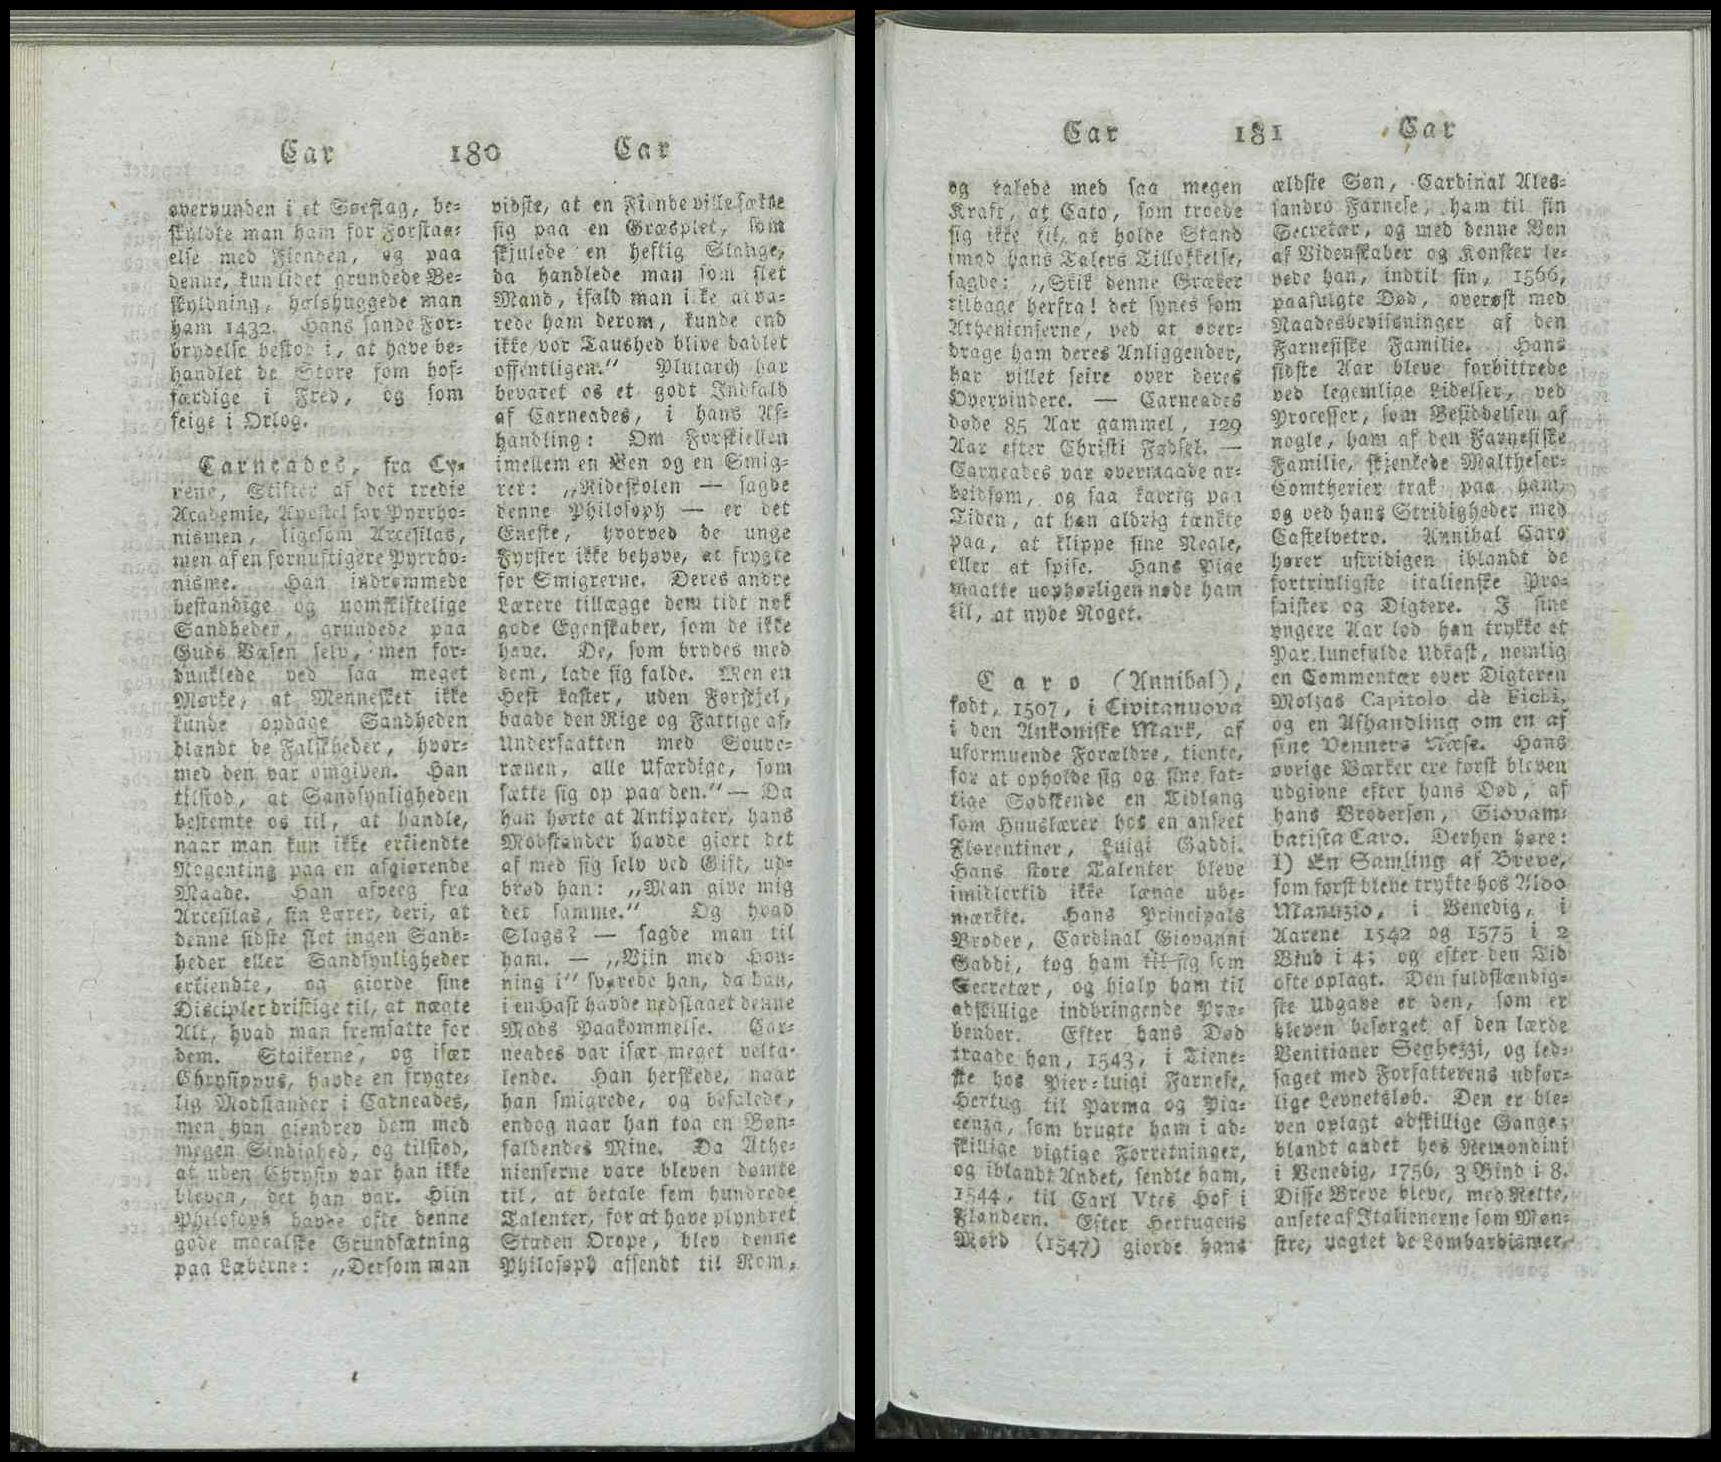 Car 180 Car
overvunden i et Søeslag, be-
skyldte man ham for Forstaa-
else med Fienden, og paa
denne, kun lidet grundede Be-
skyldning, halshuggede man
ham 1432. Hans sande For-
brydelse bestod i, at have be-
handlet de Store som hof-
færdige i Fred, og som
feige i Orlog.
Carneades, fra Cy-
rene, Stifter af det tredie
Academie, Apostel for Pyrrho-
nismen, ligesom Arcesilas,
men af en fornuftigere Pyrrho-
nisme. Han indrømmede
bestandige og uomskiftelige
Sandheder, grundede paa
Guds Væsen selv, men for-
dunklede ved saa meget
Mørke, at Mennesket ikke
kunde opdage Sandheden
blandt de Falskheder, hvor-
med den var omgiven. Han
tilstod, at Sandsynligheden
bestemte os til, at handle,
naar man kun ikke erkiendte
Nogenting paa en afgiørende
Maade. Han afveeg fra
Arcesilas, sin Lærer, deri, at
denne sidste slet ingen Sand-
heder eller Sandsynligheder
erkiendte, og giorde sine
Discipler dristige til, at nægte
Alt, hvad man fremsatte for
dem. Stoikerne, og især
Chrysippus, havde en frygte-
lig Modstander i Carneades,
men han giendrev dem med
megen Sindighed, og tilstod,
at uden Chrysip var han ikke
bleven, det han var. Hiin
Philosoph havde ofte denne
gode moralske Grundsætning
paa Læberne: „Dersom man
vidste, at en Fiende ville sætte
sig paa en Græsplet, som
skjulede en heftig Slange,
da handlede man som slet
Mand, ifald man ikke adva-
rede ham derom, kunde end
ikke vor Taushed blive dadlet
offentligen.“ Plutarch har
bevaret os et godt Indfald
af Carneades, i hans Af-
handling: Om Forskiellen
imellem en Ven og en Smig-
rer: „Ridestolen — sagde
denne Philosoph — er det
Eneste, hvorved de unge
Fyrster ikke behøve, at frygte
for Smigrerne. Deres andre
Lærere tillægge dem tidt nok
gode Egenskaber, som de ikke
have. De, som brydes med
dem, lade sig falde. Men en
Hest kaster, uden Forskjel,
baade den Rige og Fattige af,
Undersaatten med Souve-
rænen, alle Ufærdige, som
sætte sig op paa den.“ — Da
han hørte at Antipater, hans
Modstander havde giort det
af med sig selv ved Gift, ud-
brød han: „Man give mig
det samme.“ Og hvad
Slags? — sagde man til
ham. — „Viin med Hon-
ning i“ svarede han, da han,
i en Hast havde nedslaaet denne
Mods Paakommelse. Car-
neades var især meget velta-
lende. Han herskede, naar
han smigrede, og befalede,
endog naar han tog en Bøn-
faldendes Mine. Da Athe-
nienserne vare bleven dømte
til, at betale fem hundrede
Talenter, for at have plyndret
Staden Orope, blev denne
Philosoph afsendt til Rom,
Car 181 Car
og talede med saa megen
Kraft, at Cato, som troede
sig ikke til, at holde Stand
imod hans Talers Tillokkelse,
sagde: „Skik denne Græker
tilbage herfra! det synes som
Athenienserne, ved at over-
drage ham deres Anliggender,
har villet seire over deres
Overvindere. — Carneades
døde 85 Aar gammel, 129
Aar efter Christi Fødsel. —
Carneades var overmaade ar-
beidsom, og saa karrig paa
Tiden, at han aldrig tænkte
paa, at klippe sine Negle,
eller at spise. Hans Pige
maatte uophørligen nøde ham
til, at nyde Noget.
Caro (Annibal),
født, 1507, i Civitanuova
i den Ankoniske Mark, af
uformuende Forældre, tiente,
for at opholde sig og sine fat-
tige Sødskende en Tidlang
som Huuslærer hos en anseet
Florentiner, Luigi Gaddi.
Hans store Talenter bleve
imidlertid ikke længe ube-
mærkte. Hans Principals
Broder, Cardinal Giovanni
Gaddi, tog ham til sig som
Secretær, og hialp ham til
adskillige indbringende Præ-
bender. Efter hans Død
traade han, 1543, i Tiene-
ste hos Pier-luigi Farnese,
Hertug til Parma og Pia-
cenza, som brugte ham i ad-
skillige vigtige Forretninger,
og iblandt Andet, sendte ham,
1544, til Carl Vtes Hof i
Flandern. Efter Hertugens
Mord (1547) giorde hans
ældste Søn, Cardinal Ales-
sandro Farnese, ham til sin
Secretær, og med denne Ven
af Videnskaber og Konster le-
vede han, indtil sin, 1566,
paafulgte Død, overøst med
Naadesbeviisninger af den
Farnesiske Familie. Hans
sidste Aar bleve forbittrede
ved legemlige Lidelser, ved
Processer, som Besiddelsen af
nogle, ham af den Farnesiske
Familie, skjenkede Maltheser-
Comtherier trak paa ham,
og ved hans Stridigheder med
Castelvetro. Annibal Caro
hører ustridigen iblandt de
fortrinligste italienske Pro-
saister og Digtere. I sine
yngere Aar lod han trykke et
Par lunefulde Udkast, nemlig
en Commentær over Digteren
Molzas Capitolo de Fichi,
og en Afhandling om en af
sine Venners Næse. Hans
øvrige Værker ere først bleven
udgivne efter hans Død, af
hans Brodersøn, Giovam-
batista Caro. Derhen høre:
1) En Samling af Breve,
som først bleve trykte hos Aldo
Manuzio, i Venedig, i
Aarene 1542 og 1575 i 2
Bind i 4; og efter den Tid
ofte oplagt. Den fuldstændig-
ste Udgave er den, som er
bleven besørget af den lærde
Venitianer Seghezzi, og led-
saget med Forfatterens udfør-
lige Levnetsløb. Den er ble-
ven oplagt adskillige Gange;
blandt andet hos Remondini
i Venedig, 1756, 3 Bind i 8.
Disse Breve bleve, med Rette,
ansete af Italienerne som Møn-
stre, uagtet de Lombardismer,